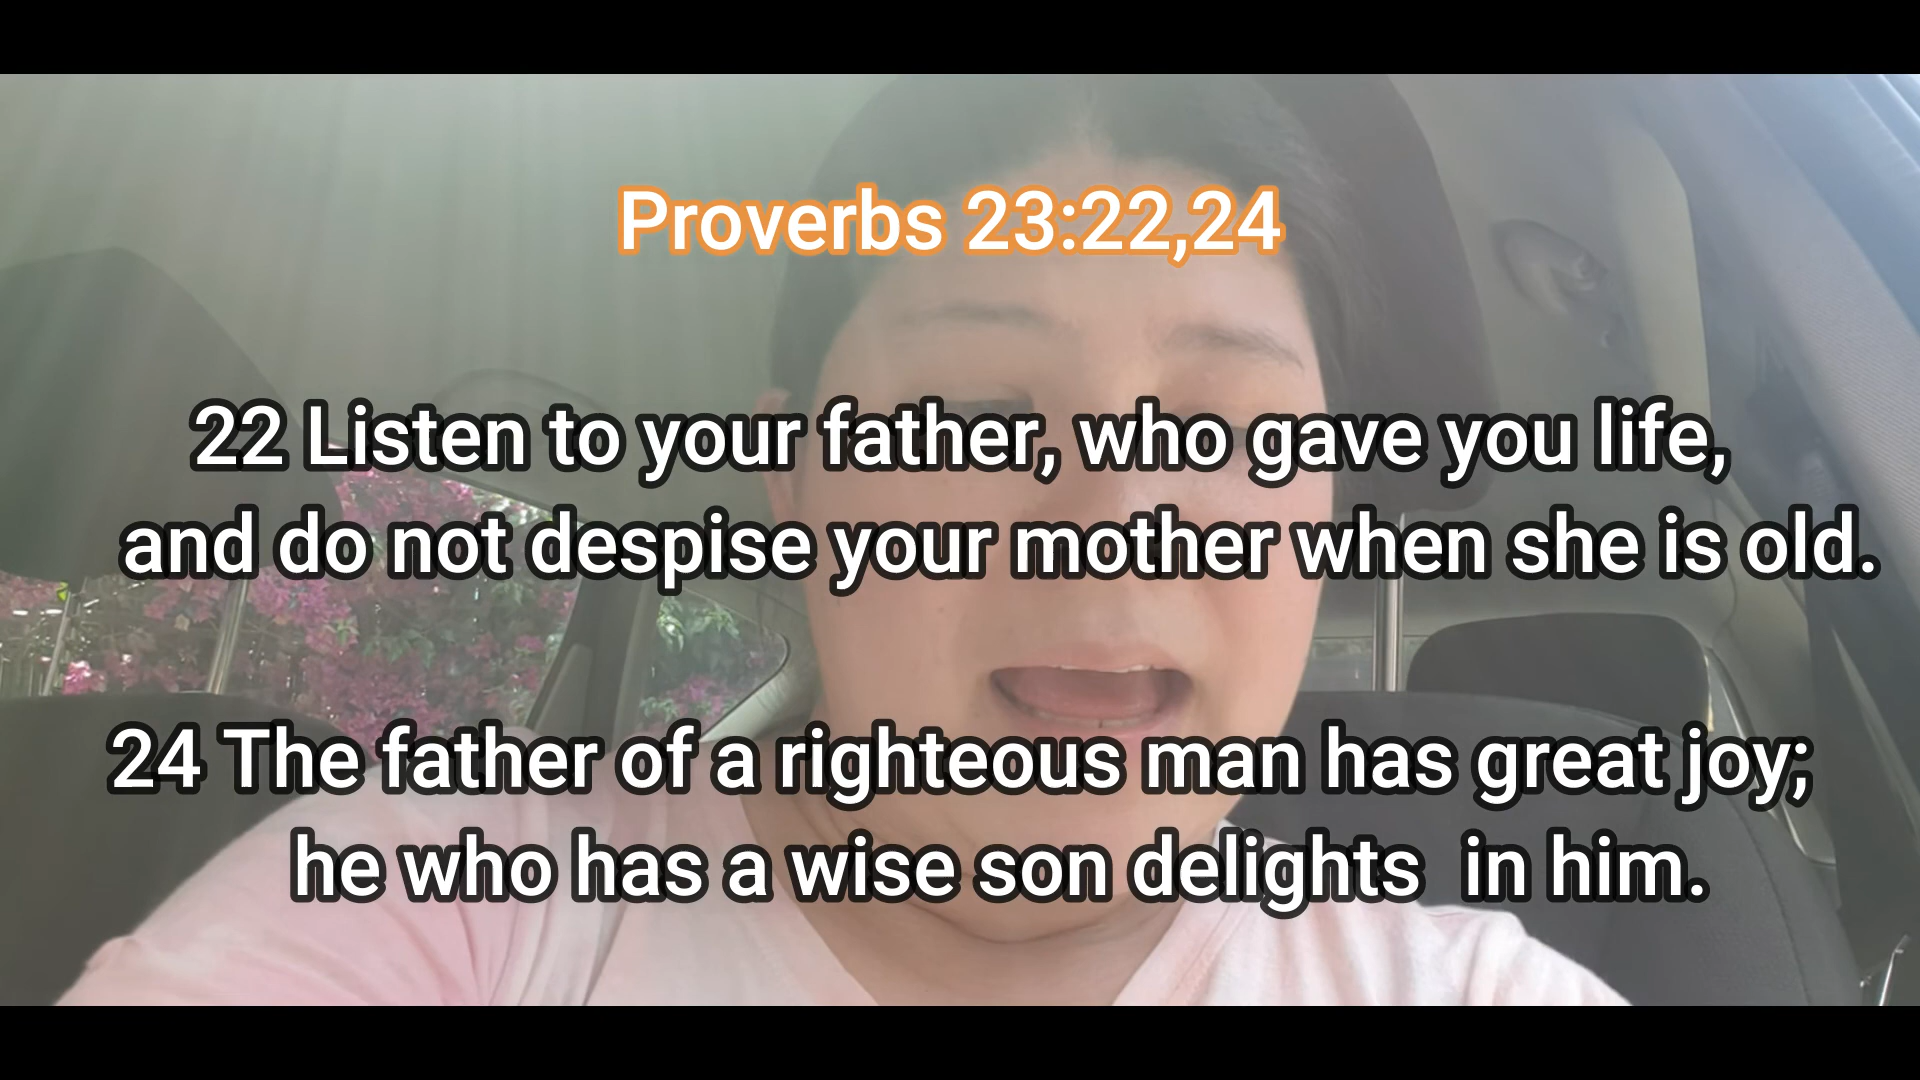 Proverbs 23:22,24
22 Listen to your father, who gave you life,
and do not despise your mother when she is old.
24 The father of a righteous man has great joy;
he who has a wise son delights  in him.